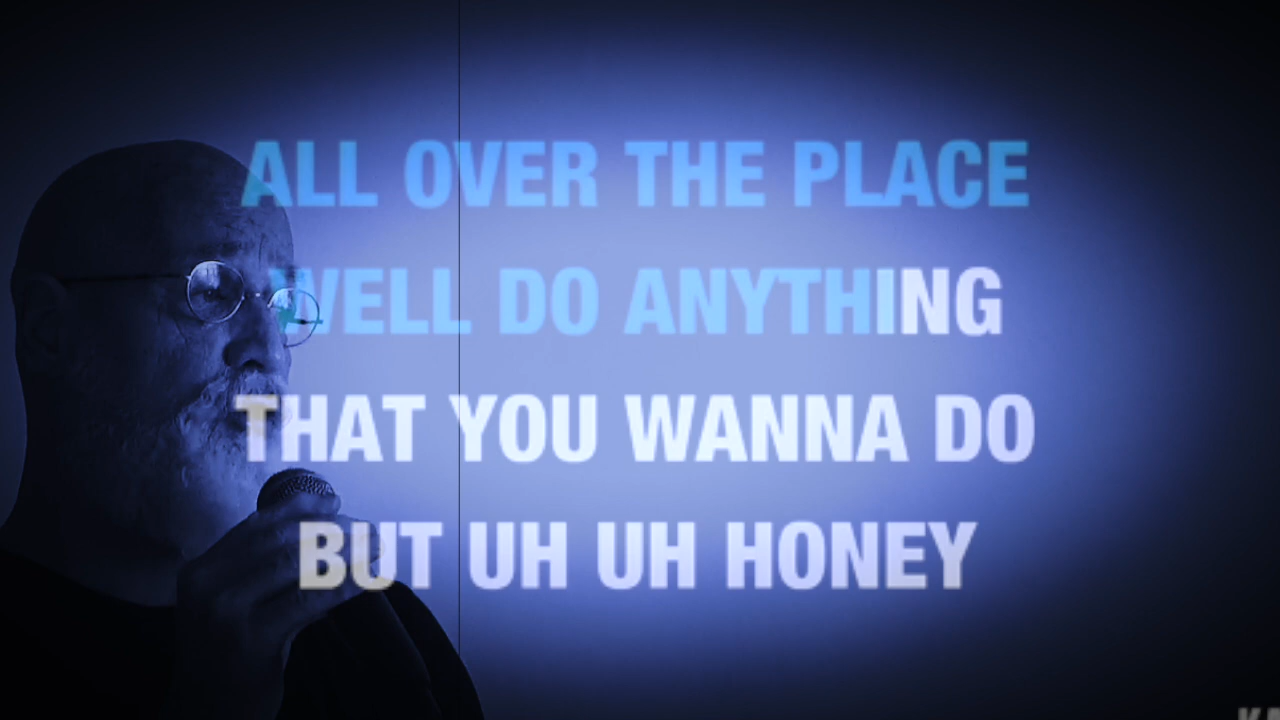 ALL OVER THE PLACE
WELL DO ANYTHING
THAT YOU WANNA DO
BUT UH UH HONEY